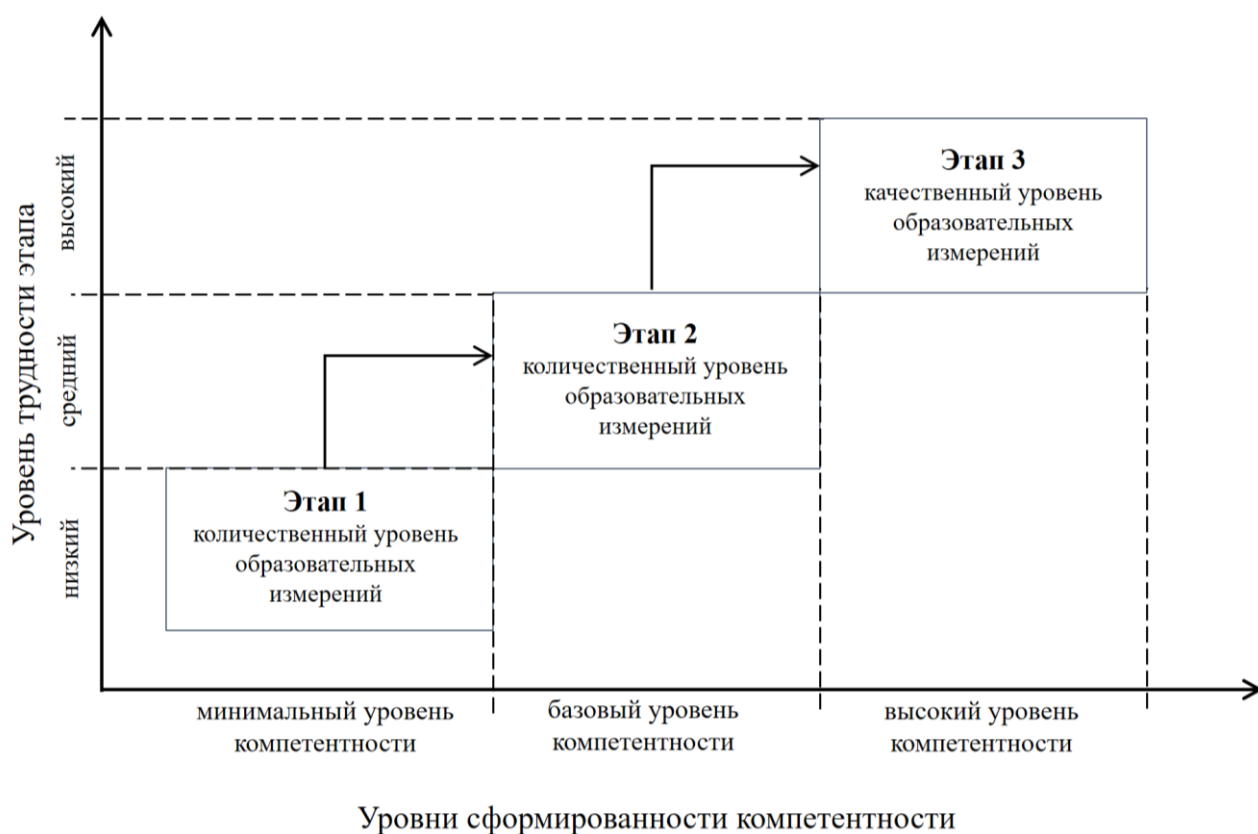 Уровень трудности этапа
высокий
средний
низкий
Этап 3
качественный уровень
образовательных
измерений
Этап 2
количественный уровень
образовательных
измерений
Этап 1
количественный уровень
образовательных
измерений
минимальный уровень
компетентности
базовый уровень
компетентности
высокий уровень
компетентности
Уровни сформированности компетентности